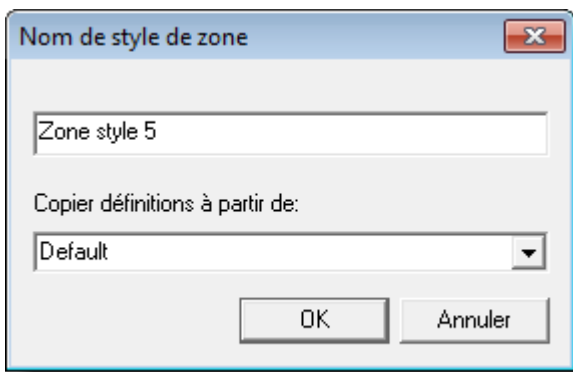 Nom de style de zone
Zone style 5
Copier définitions à partir de:
Default
OK
Annuler